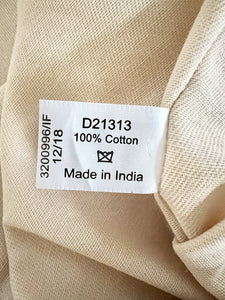 D21313
100% Cotton
Made in India
3200996/IF
12/18